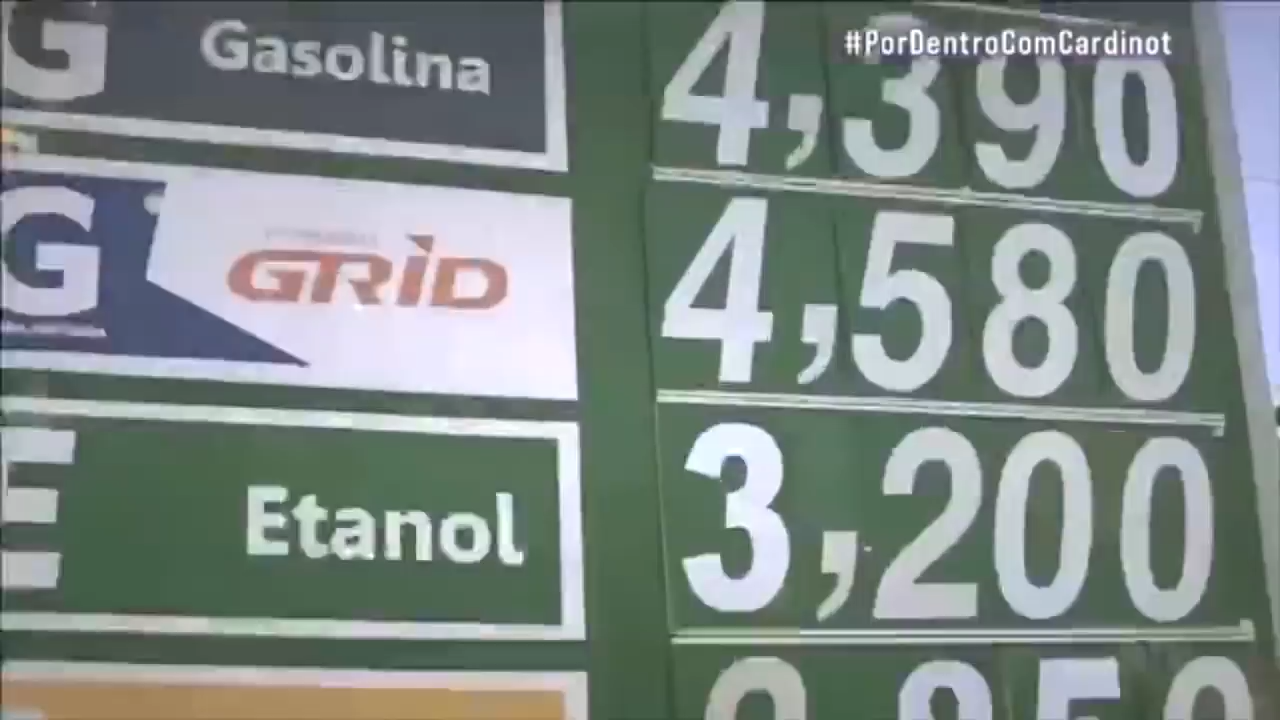 #PorDentroComCardinot
G Gasolina 4,390
G GRID 4,580
E Etanol 3,200